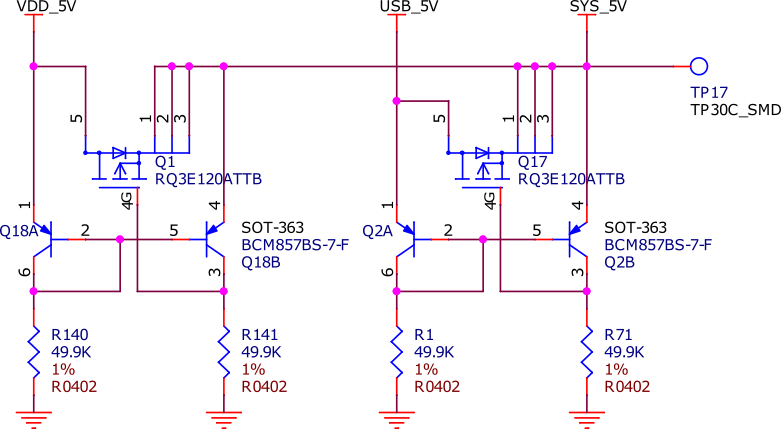 VDD_5V
USB_5V
SYS_5V
TP17
TP30C_SMD
5
1
2
3
Q1
RQ3E120ATTB
4G
5
1
2
3
Q17
RQ3E120ATTB
4G
1
Q18A
2
6
4
5
3
SOT-363
BCM857BS-7-F
Q18B
1
Q2A
2
6
4
5
3
SOT-363
BCM857BS-7-F
Q2B
R140
49.9K
1%
R0402
R141
49.9K
1%
R0402
R1
49.9K
1%
R0402
R71
49.9K
1%
R0402